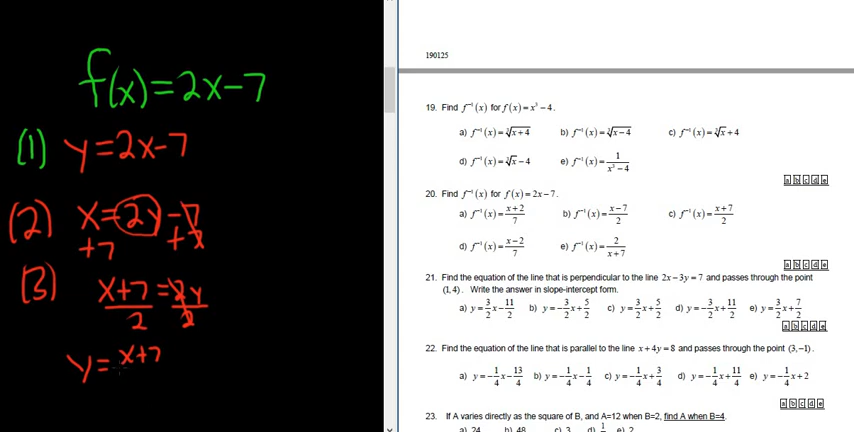 f(x)=2x-7
(1) y=2x-7
(2) x=2y-7
+7 +7
(3) x+7=2y
2 2
y=x+7
190125
19. Find f⁻¹(x) for f(x)=x³-4.
a) f⁻¹(x)=∛(x+4) b) f⁻¹(x)=∛(x-4) c) f⁻¹(x)=∛x+4
d) f⁻¹(x)=∛x-4 e) f⁻¹(x)=1/(x³-4)
a b c d e
20. Find f⁻¹(x) for f(x)=2x-7.
a) f⁻¹(x)=(x+2)/7 b) f⁻¹(x)=(x-7)/2 c) f⁻¹(x)=(x+7)/2
d) f⁻¹(x)=(x-2)/7 e) f⁻¹(x)=2/(x+7)
a b c d e
21. Find the equation of the line that is perpendicular to the line 2x-3y=7 and passes through the point
(1,4). Write the answer in slope-intercept form.
a) y=3/2x-11/2 b) y=-3/2x+5/2 c) y=3/2x+5/2 d) y=-3/2x+11/2 e) y=3/2x+7/2
a b c d e
22. Find the equation of the line that is parallel to the line x+4y=8 and passes through the point (3,-1).
a) y=-1/4x-13/4 b) y=-1/4x-1/4 c) y=-1/4x+3/4 d) y=-1/4x+11/4 e) y=-1/4x+2
a b c d e
23. If A varies directly as the square of B, and A=12 when B=2, find A when B=4.
a) 24 b) 48 c) 3 d) 1 e) 2